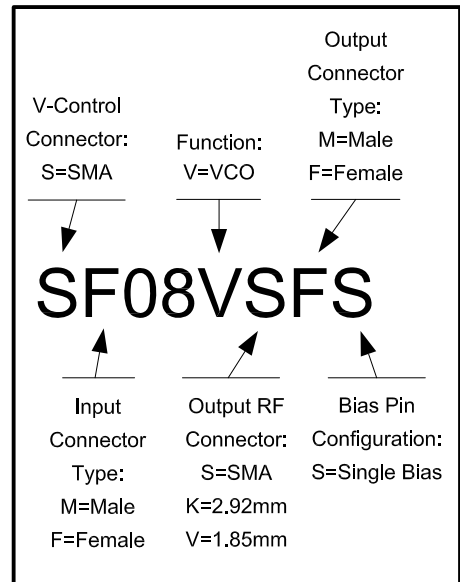 V-Control
Connector:
S=SMA
Function:
V=VCO
Output
Connector
Type:
M=Male
F=Female
SF08VSFS
Input
Connector
Type:
M=Male
F=Female
Output RF
Connector:
S=SMA
K=2.92mm
V=1.85mm
Bias Pin
Configuration:
S=Single Bias